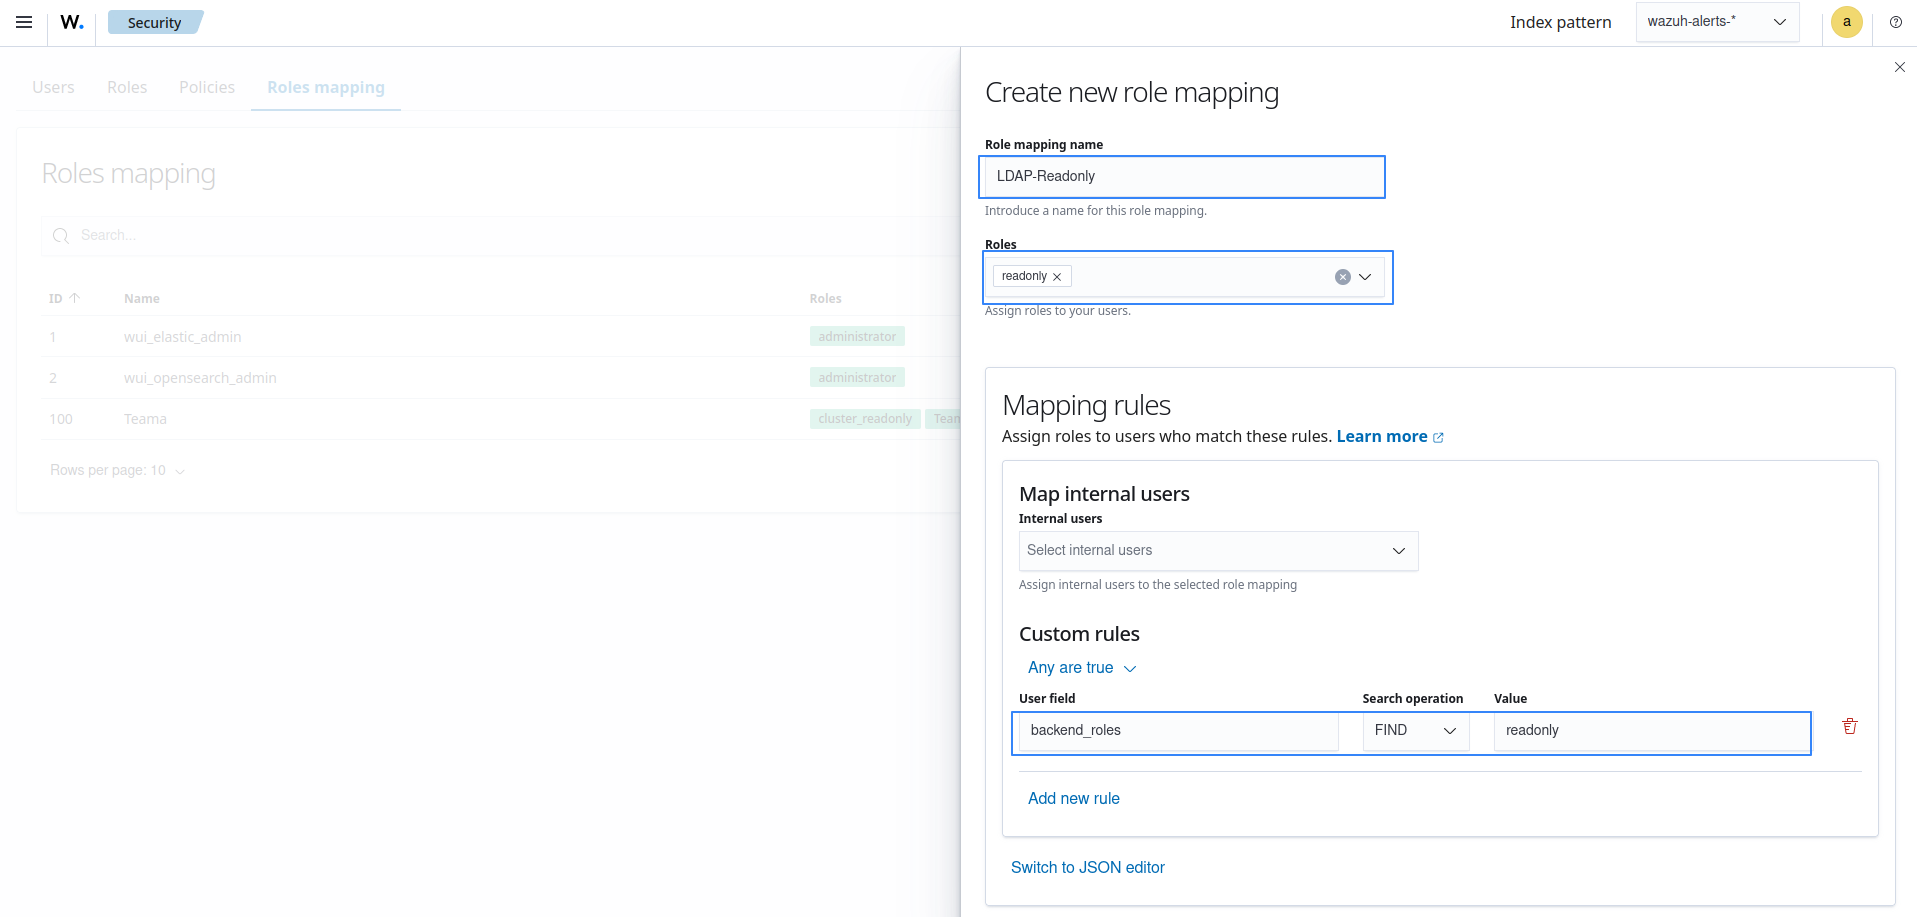 W. Security Index pattern wazuh-alerts-* a
Users Roles Policies Roles mapping
Roles mapping
Search...
ID Name Roles
1 wui_elastic_admin administrator
2 wui_opensearch_admin administrator
100 Teama cluster_readonly Tean
Rows per page: 10
Create new role mapping
Role mapping name
LDAP-Readonly
Introduce a name for this role mapping.
Roles
readonly
Assign roles to your users.
Mapping rules
Assign roles to users who match these rules. Learn more
Map internal users
Internal users
Select internal users
Assign internal users to the selected role mapping
Custom rules
Any are true
User field Search operation Value
backend_roles FIND readonly
Add new rule
Switch to JSON editor